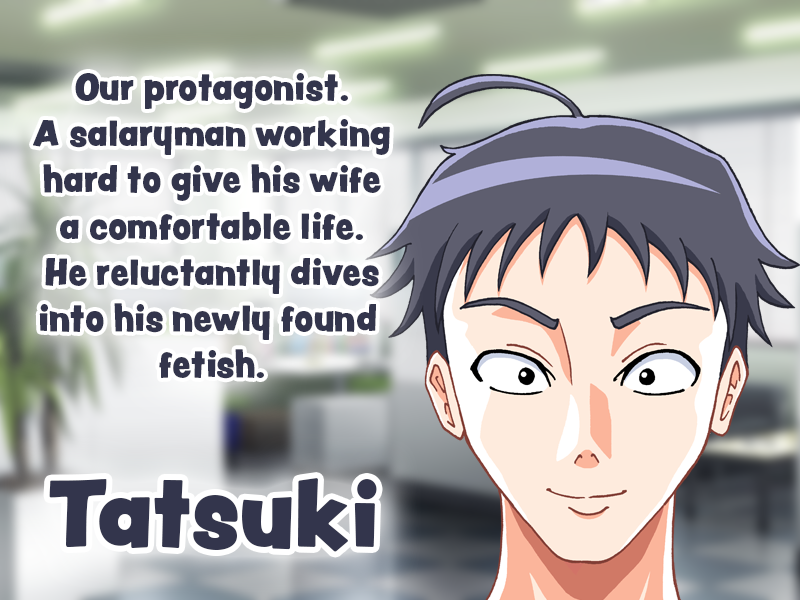 Our protagonist.
A salaryman working
hard to give his wife
a comfortable life.
He reluctantly dives
into his newly found
fetish.
Tatsuki